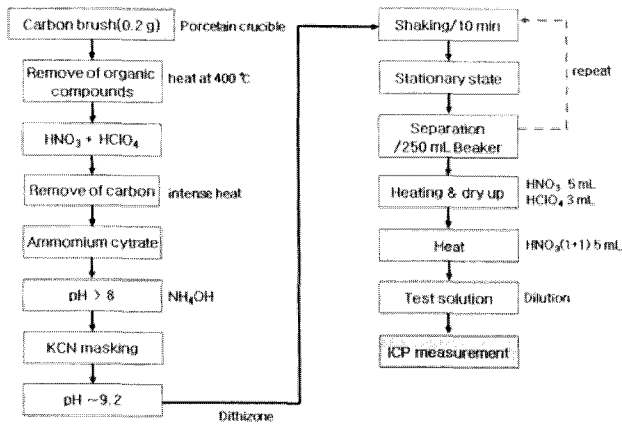 Carbon brush(0.2 g) Porcelain crucible
Remove of organic
compounds
heat at 400 ℃
HNO₃ + HClO₄
Remove of carbon intense heat
Ammomium cytrate
pH > 8 NH₄OH
KCN masking
pH ~9.2
Dithizone
Shaking/10 min
repeat
Stationary state
Separation
/250 mL Beaker
Heating & dry up
HNO₃ 5 mL
HClO₄ 3 mL
Heat HNO₃(1+1) 5 mL
Test solution Dilution
ICP measurement